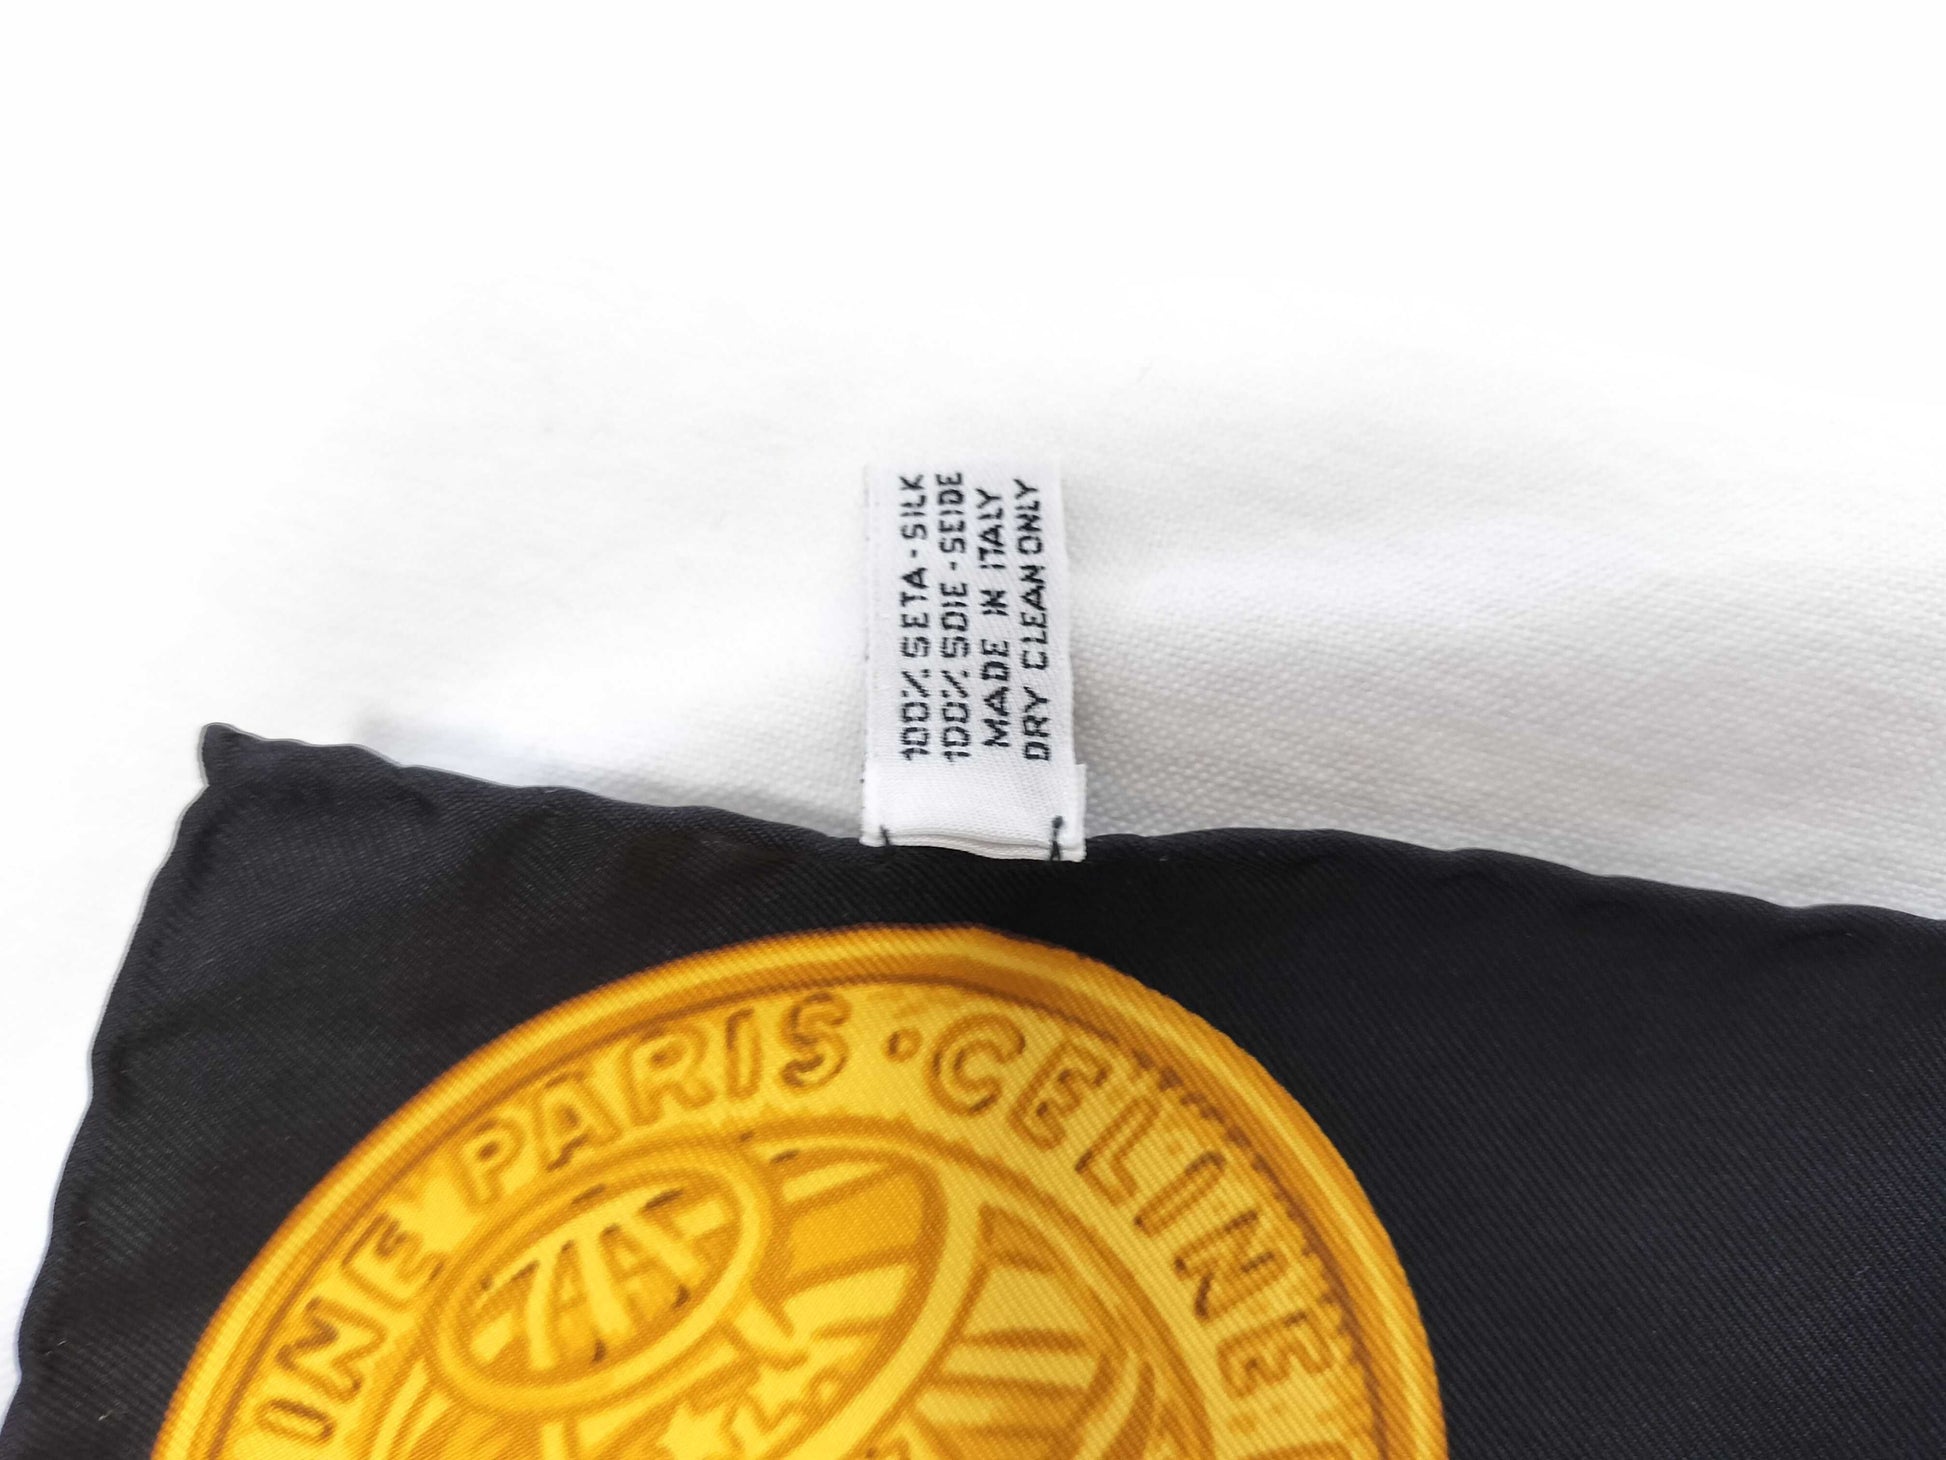 100% SETA - SILK
100% SOIE - SEIDE
MADE IN ITALY
DRY CLEAN ONLY
INE PARIS · CELINE